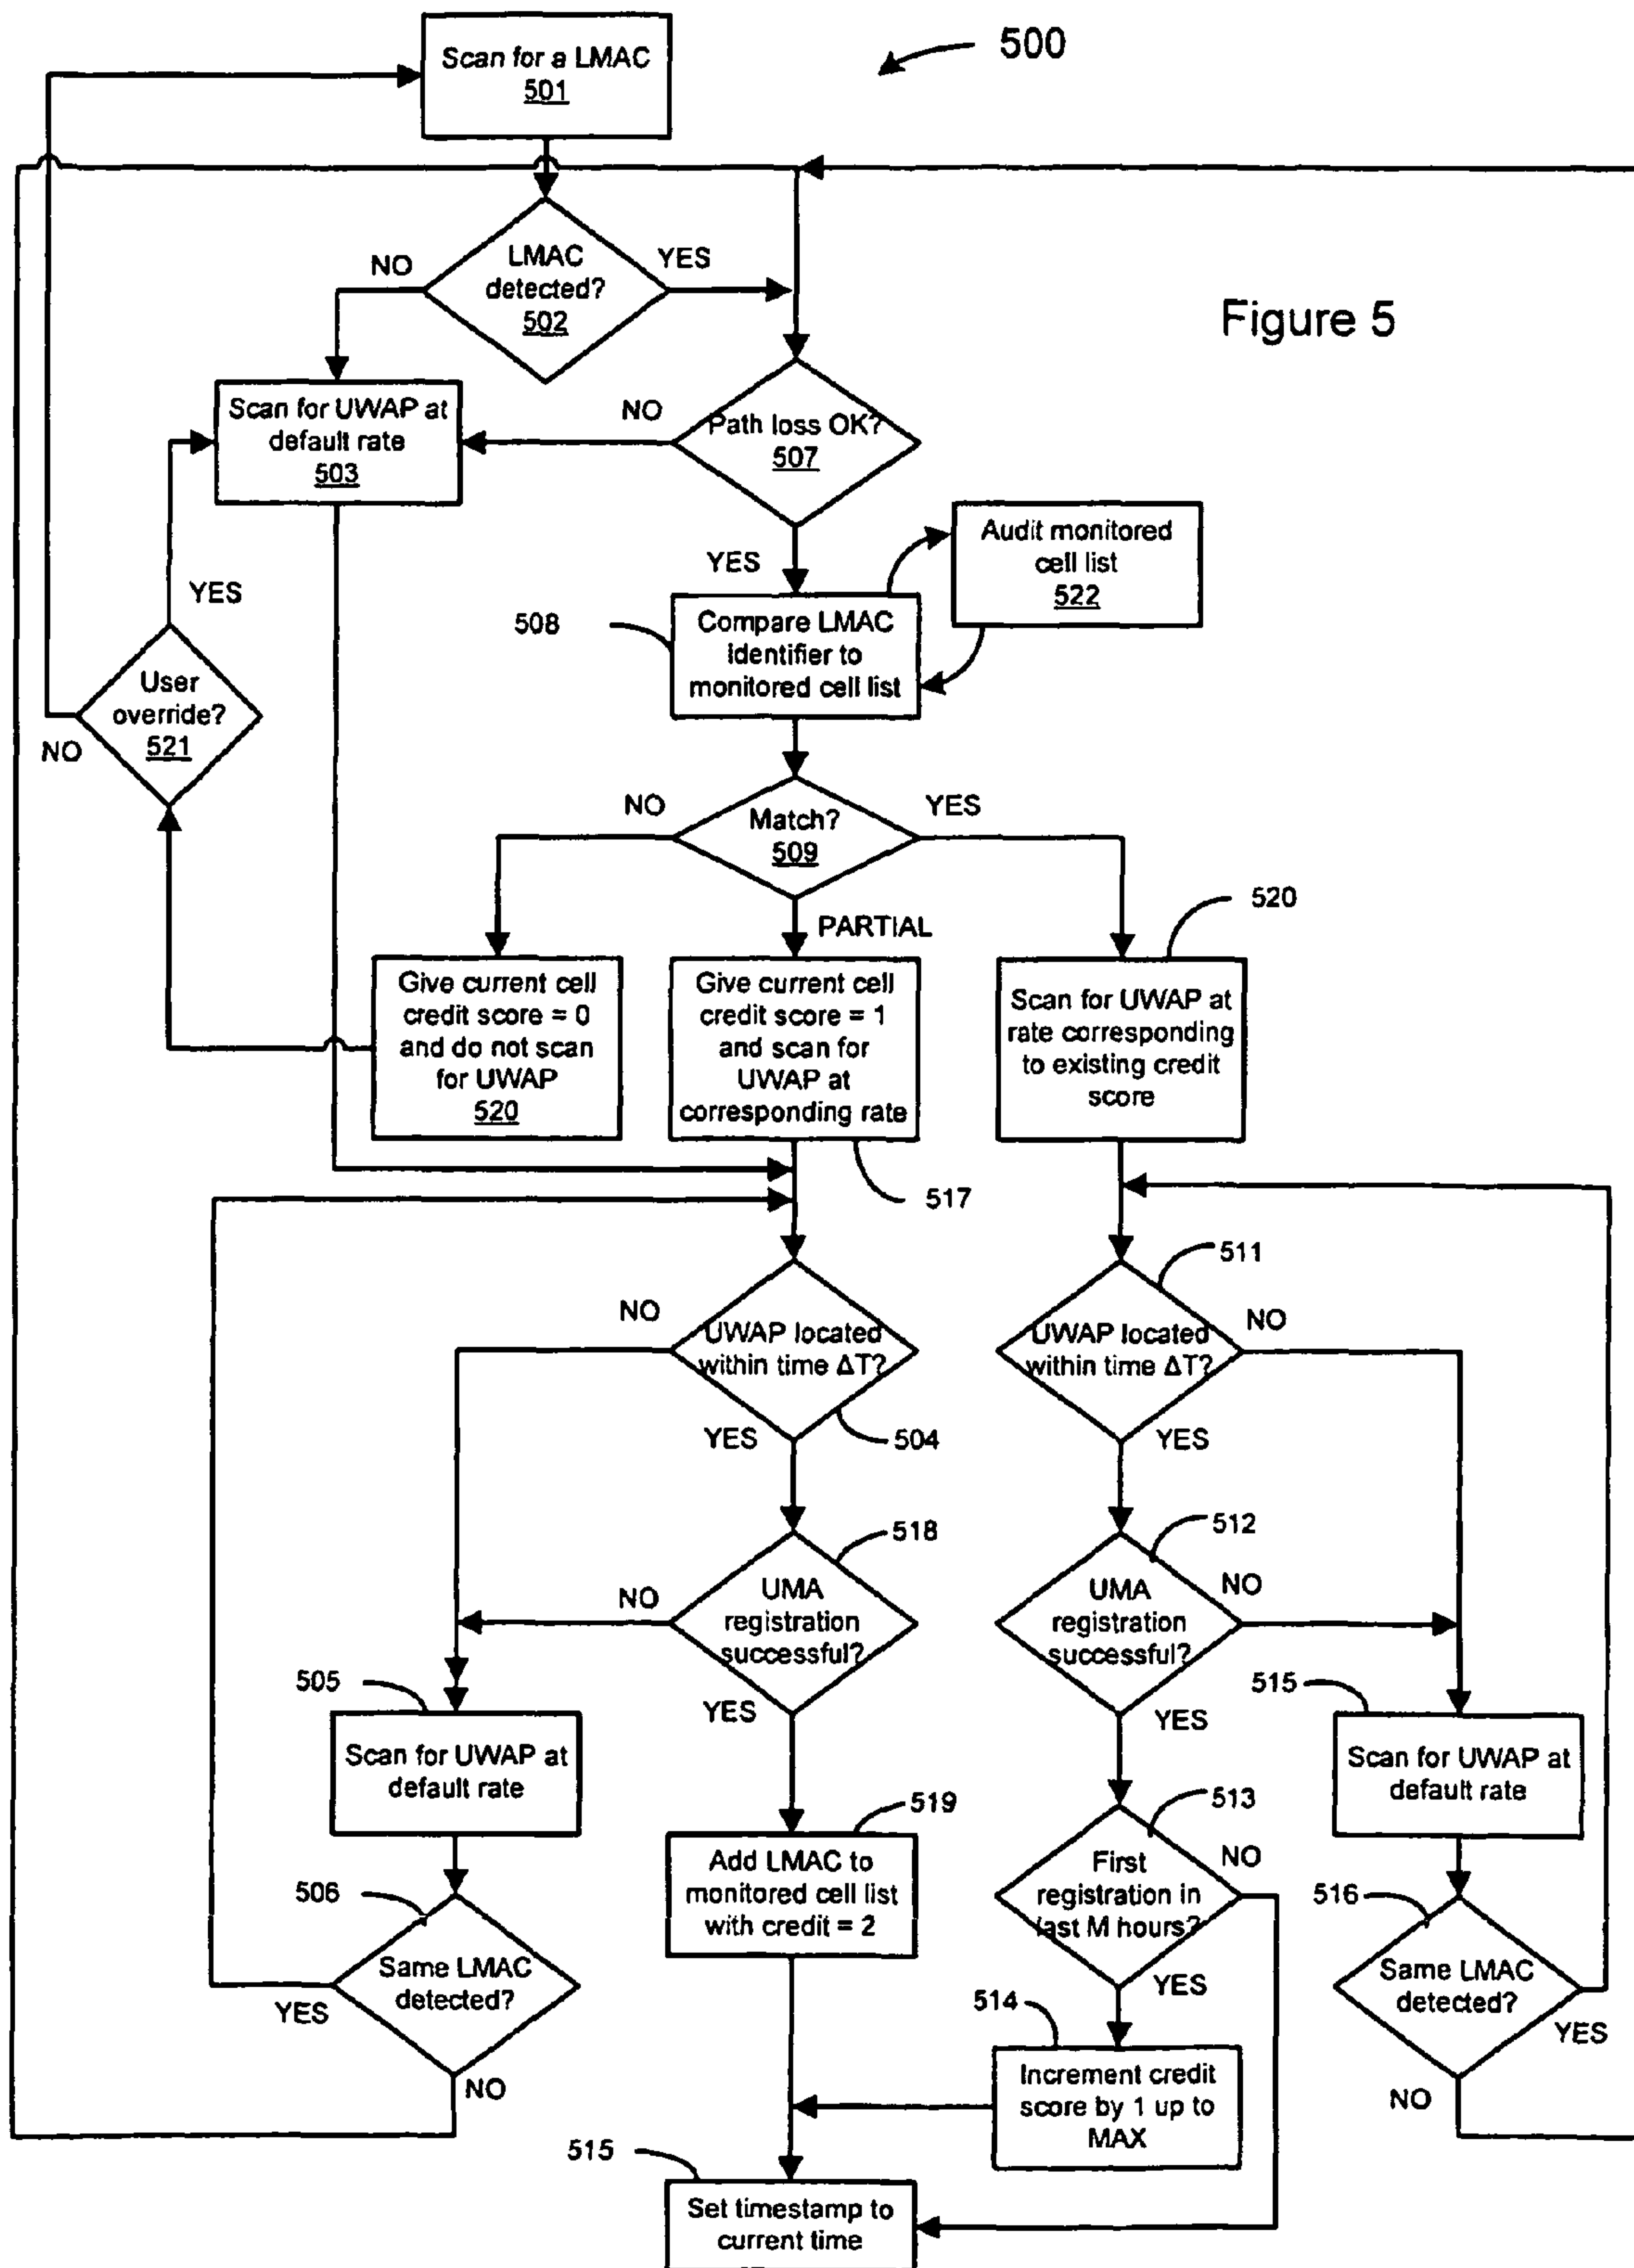 500
Scan for a LMAC
501
Figure 5
LMAC
detected?
502
NO
YES
Scan for UWAP at
default rate
503
NO
Path loss OK?
507
YES
Audit monitored
cell list
522
508
Compare LMAC
identifier to
monitored cell list
YES
User
override?
521
NO
NO
Match?
509
YES
PARTIAL
520
Give current cell
credit score = 0
and do not scan
for UWAP
520
Give current cell
credit score = 1
and scan for
UWAP at
corresponding rate
517
Scan for UWAP at
rate corresponding
to existing credit
score
NO
UWAP located
within time ΔT?
504
YES
511
UWAP located
within time ΔT?
NO
YES
518
NO
UMA
registration
successful?
YES
512
UMA
registration
successful?
NO
YES
505
Scan for UWAP at
default rate
515
Scan for UWAP at
default rate
519
Add LMAC to
monitored cell list
with credit = 2
513
First
registration in
last M hours?
NO
YES
506
Same LMAC
detected?
YES
NO
516
Same LMAC
detected?
YES
NO
514
Increment credit
score by 1 up to
MAX
515
Set timestamp to
current time